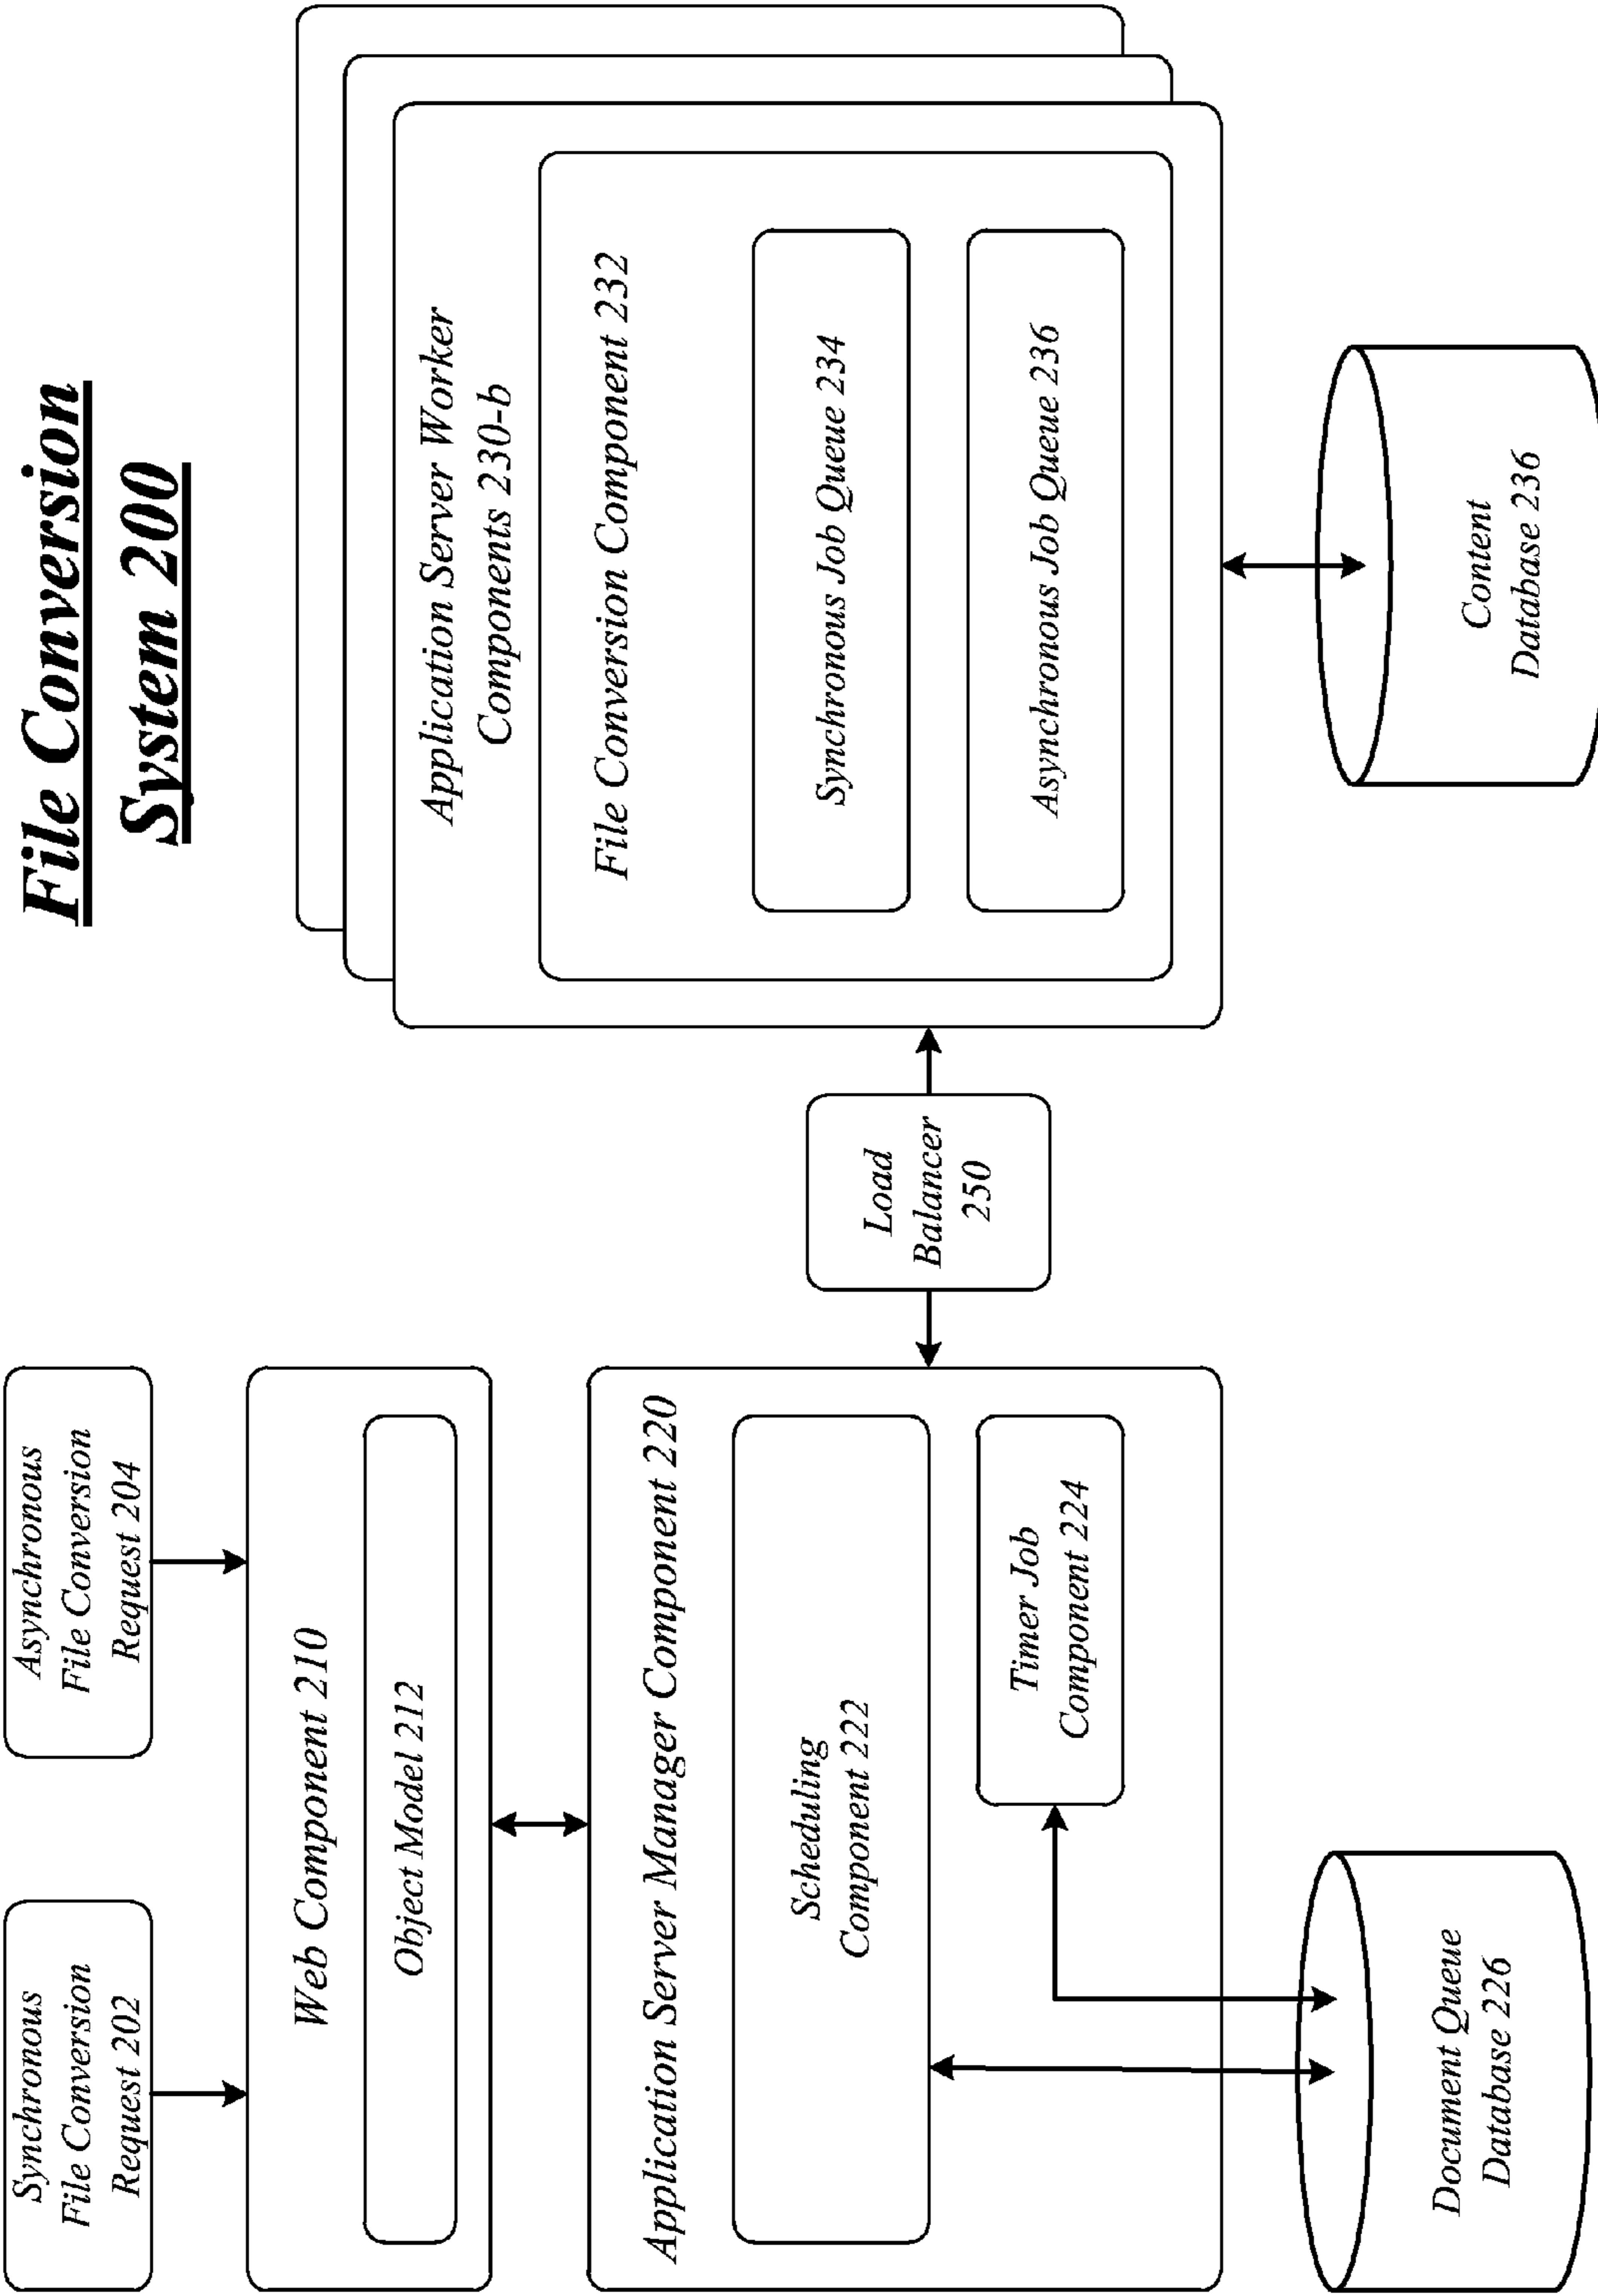 File Conversion
System 200
Synchronous
File Conversion
Request 202
Asynchronous
File Conversion
Request 204
Web Component 210
Object Model 212
Application Server Manager Component 220
Scheduling
Component 222
Timer Job
Component 224
Document Queue
Database 226
Load
Balancer
250
Application Server Worker
Components 230-b
File Conversion Component 232
Synchronous Job Queue 234
Asynchronous Job Queue 236
Content
Database 236